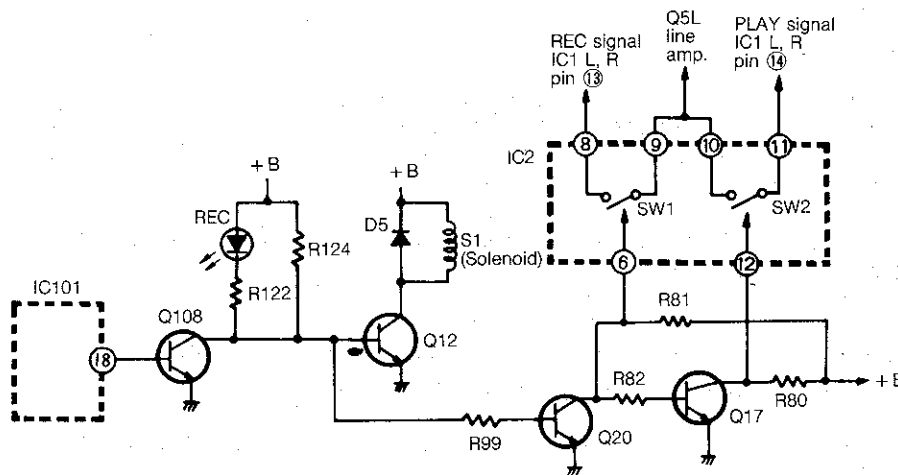 REC signal
IC1 L, R
pin ⑬
Q5L
line
amp.
PLAY signal
IC1 L, R
pin ⑭
IC2
8
9
10
11
SW1
SW2
6
12
+B
REC
R124
R122
+B
D5
S1
(Solenoid)
IC101
18
Q108
Q12
R81
R82
R80
+B
R99
Q20
Q17